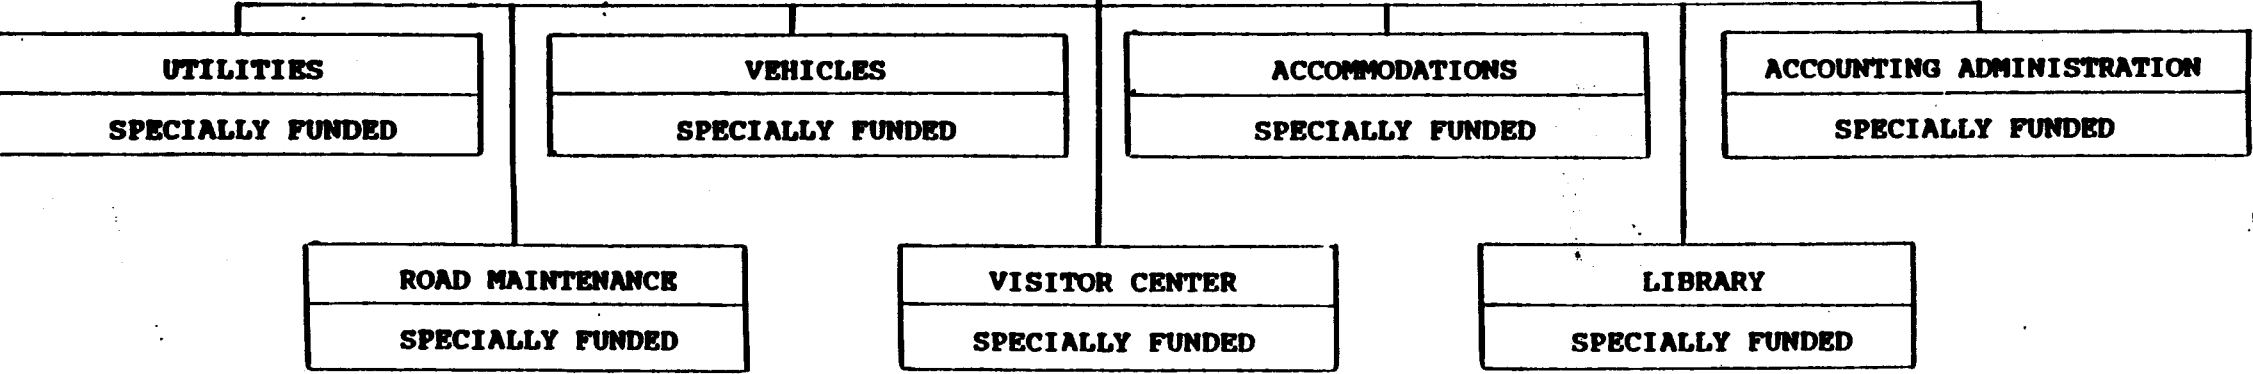 UTILITIES
SPECIALLY FUNDED
VEHICLES
SPECIALLY FUNDED
ACCOMMODATIONS
SPECIALLY FUNDED
ACCOUNTING ADMINISTRATION
SPECIALLY FUNDED
ROAD MAINTENANCE
SPECIALLY FUNDED
VISITOR CENTER
SPECIALLY FUNDED
LIBRARY
SPECIALLY FUNDED